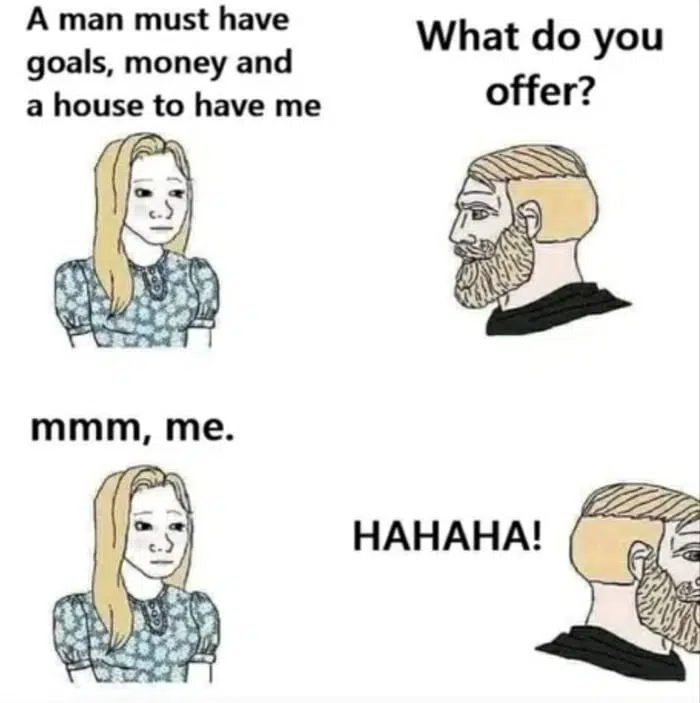 A man must have
goals, money and
a house to have me
What do you
offer?
mmm, me.
HAHAHA!